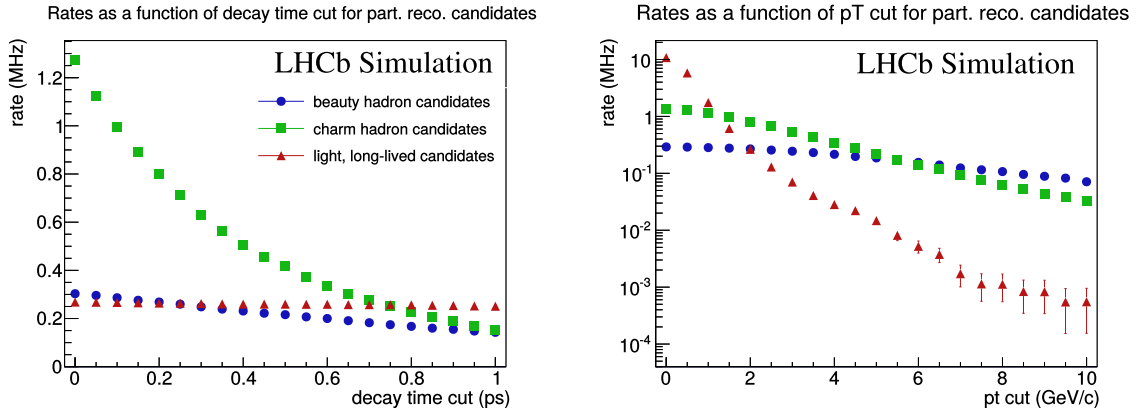 Rates as a function of decay time cut for part. reco. candidates
rate (MHz)
1.2
1
0.8
0.6
0.4
0.2
0
LHCb Simulation
beauty hadron candidates
charm hadron candidates
light, long-lived candidates
0 0.2 0.4 0.6 0.8 1
decay time cut (ps)
Rates as a function of pT cut for part. reco. candidates
rate (MHz)
10
1
10⁻¹
10⁻²
10⁻³
10⁻⁴
LHCb Simulation
0 2 4 6 8 10
pt cut (GeV/c)